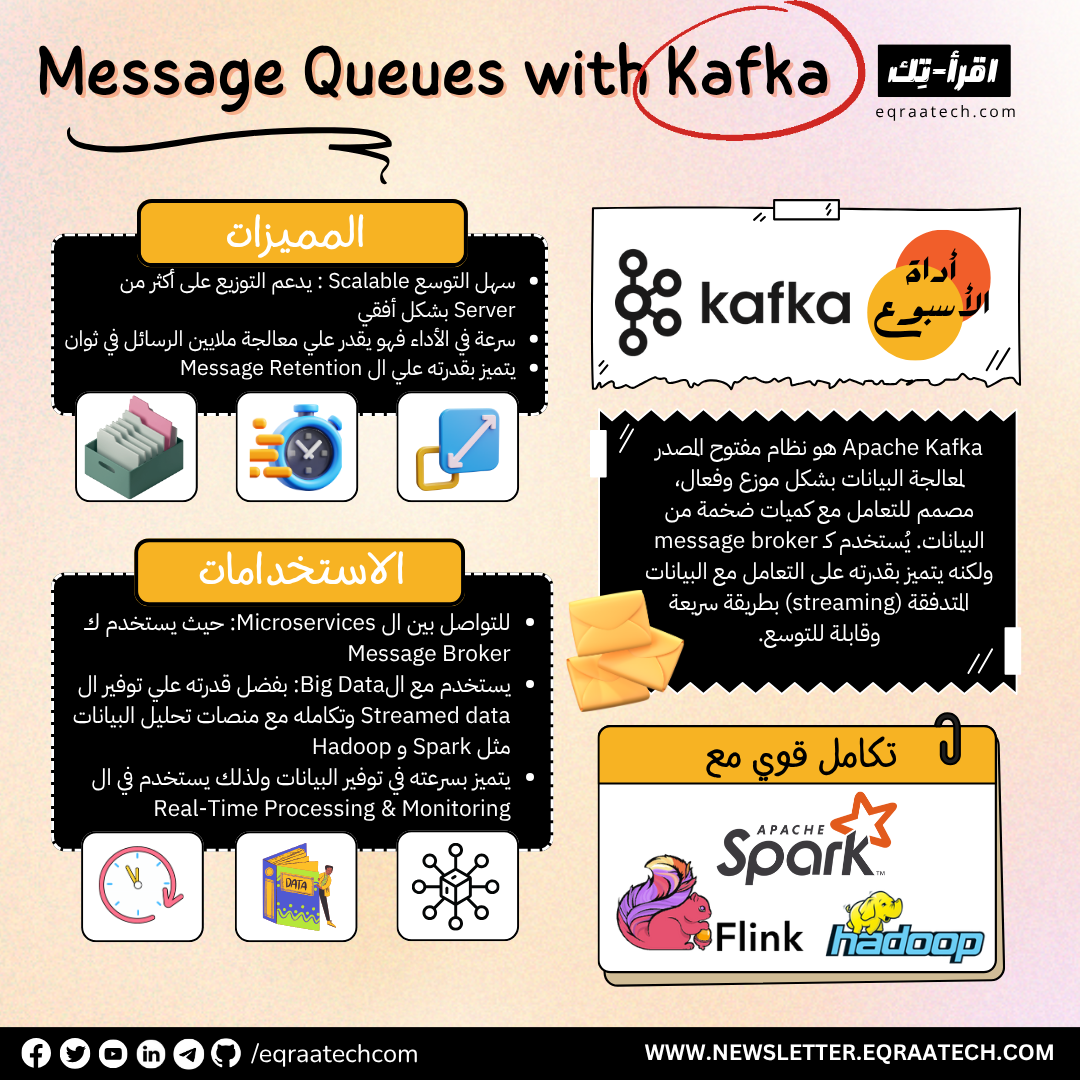 Message Queues with Kafka
اقرأ-تِك
eqraatech.com
أداة
الأسبوع
kafka
Apache Kafka هو نظام مفتوح المصدر
لمعالجة البيانات بشكل موزع وفعال،
مصمم للتعامل مع كميات ضخمة من
البيانات. يُستخدم كـ message broker
ولكنه يتميز بقدرته على التعامل مع البيانات
المتدفقة (streaming) بطريقة سريعة
وقابلة للتوسع.
المميزات
سهل التوسع Scalable : يدعم التوزيع على أكثر من
Server بشكل أفقي
سرعة في الأداء فهو يقدر علي معالجة ملايين الرسائل في ثوان
يتميز بقدرته علي ال Message Retention
الاستخدامات
للتواصل بين ال Microservices: حيث يستخدم ك
Message Broker
يستخدم مع الBig Data: بفضل قدرته علي توفير ال
Streamed data وتكامله مع منصات تحليل البيانات
مثل Spark و Hadoop
يتميز بسرعته في توفير البيانات ولذلك يستخدم في ال
Real-Time Processing & Monitoring
DATA
تكامل قوي مع
APACHE
Spark™
Flink
hadoop
/eqraatechcom
WWW.NEWSLETTER.EQRAATECH.COM